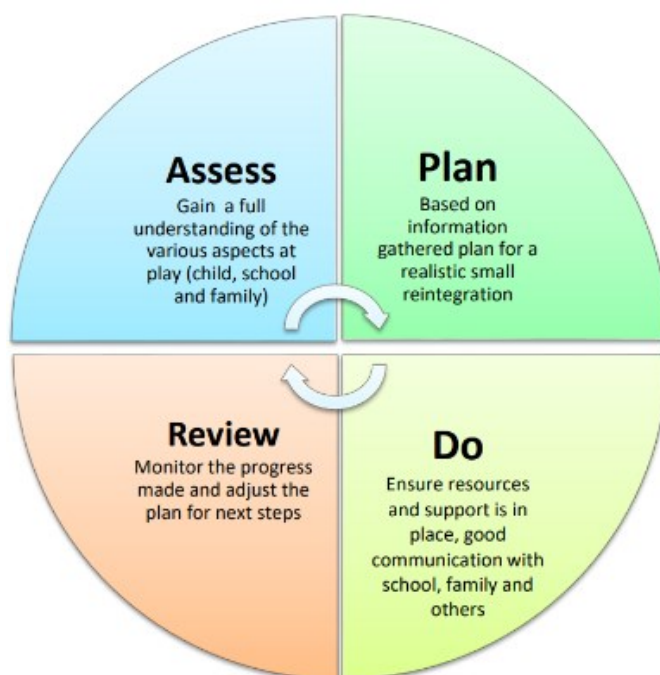 Assess
Gain a full
understanding of the
various aspects at
play (child, school
and family)
Plan
Based on
information
gathered plan for a
realistic small
reintegration
Review
Monitor the progress
made and adjust the
plan for next steps
Do
Ensure resources
and support is in
place, good
communication with
school, family and
others